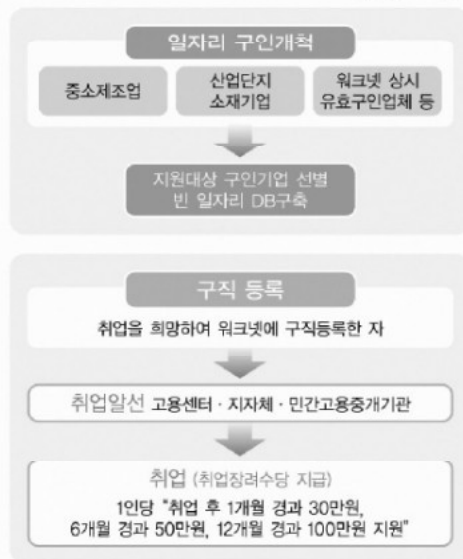 일자리 구인개척
중소제조업
산업단지
소재기업
워크넷 상시
유효구인업체 등
지원대상 구인기업 선별
빈 일자리 DB구축
구직 등록
취업을 희망하여 워크넷에 구직등록한 자
취업알선 고용센터 · 지자체 · 민간고용중개기관
취업 (취업장려수당 지급)
1인당 "취업 후 1개월 경과 30만원,
6개월 경과 50만원, 12개월 경과 100만원 지원"